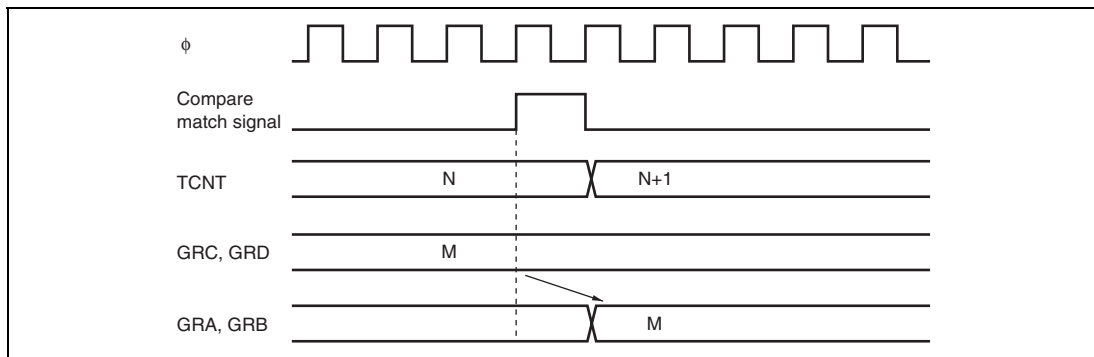 φ
Compare
match signal
TCNT N N+1
GRC, GRD M
GRA, GRB M